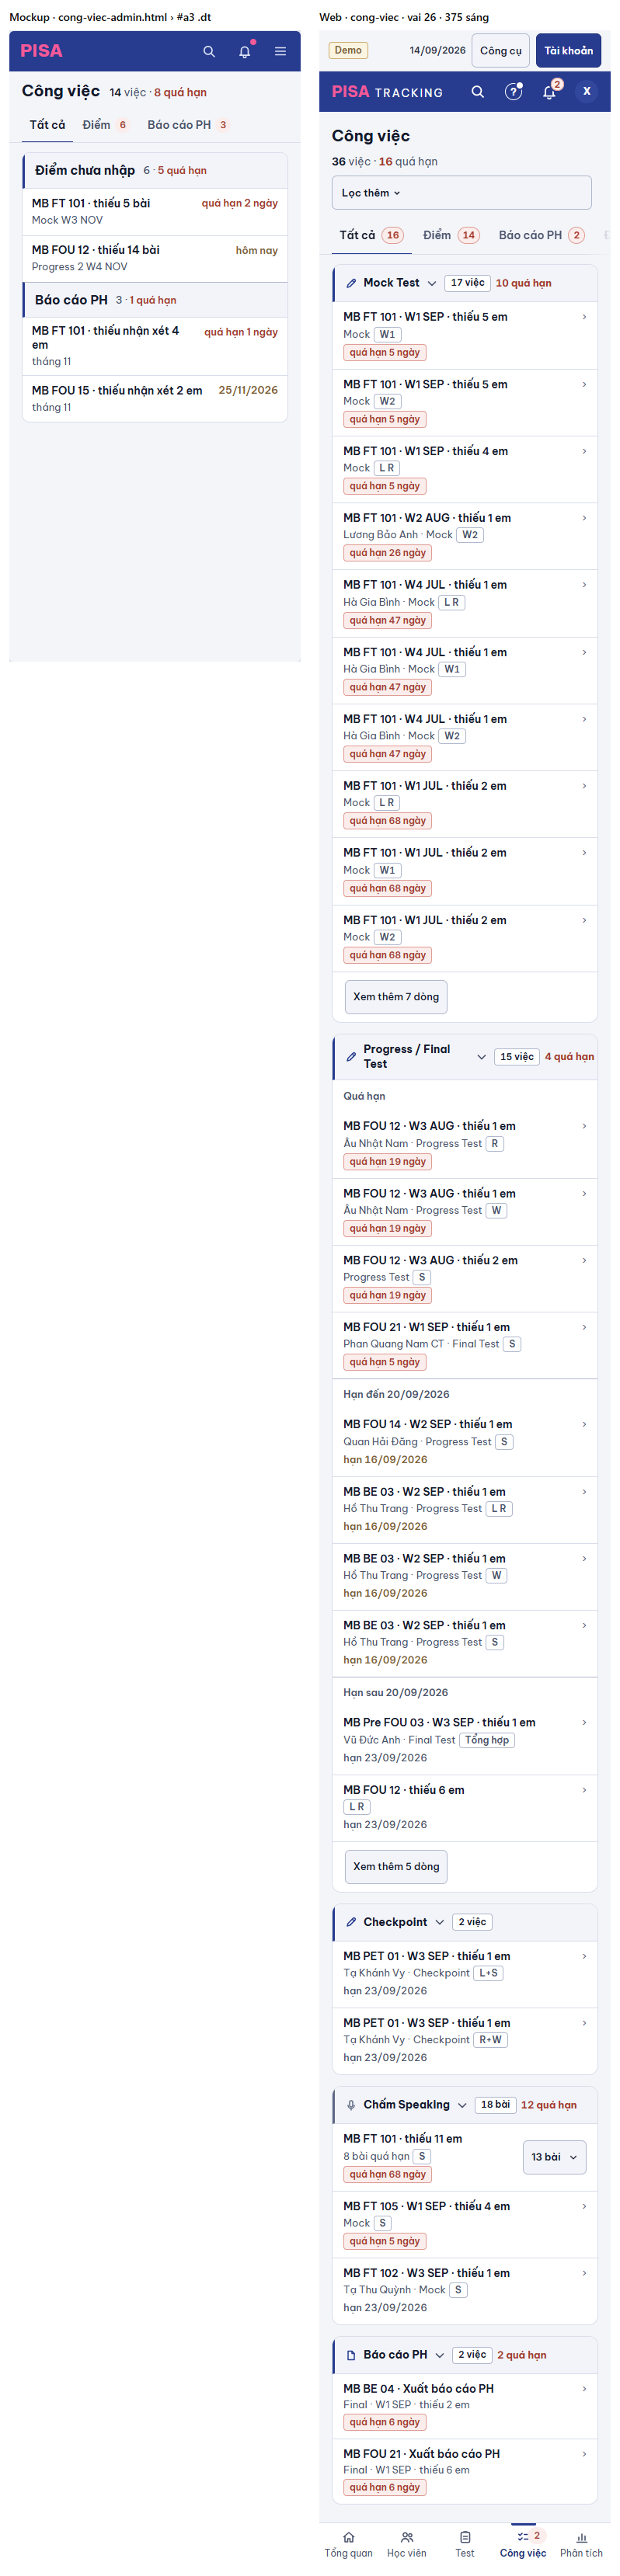 Mockup · cong-viec-admin.html › #a3 .dt
PISA
Công việc 14 việc · 8 quá hạn
Tất cả Điểm 6 Báo cáo PH 3
Điểm chưa nhập 6 · 5 quá hạn
MB FT 101 · thiếu 5 bài quá hạn 2 ngày
Mock W3 NOV
MB FOU 12 · thiếu 14 bài hôm nay
Progress 2 W4 NOV
Báo cáo PH 3 · 1 quá hạn
MB FT 101 · thiếu nhận xét 4 em quá hạn 1 ngày
tháng 11
MB FOU 15 · thiếu nhận xét 2 em 25/11/2026
tháng 11
Web · cong-viec · vai 26 · 375 sáng
Demo 14/09/2026 Công cụ Tài khoản
PISA TRACKING ? 2 X
Công việc
36 việc · 16 quá hạn
Lọc thêm
Tất cả 16 Điểm 14 Báo cáo PH 2
Mock Test 17 việc 10 quá hạn
MB FT 101 · W1 SEP · thiếu 5 em
Mock W1
quá hạn 5 ngày
MB FT 101 · W1 SEP · thiếu 5 em
Mock W2
quá hạn 5 ngày
MB FT 101 · W1 SEP · thiếu 4 em
Mock L R
quá hạn 5 ngày
MB FT 101 · W2 AUG · thiếu 1 em
Lương Bảo Anh · Mock W2
quá hạn 26 ngày
MB FT 101 · W4 JUL · thiếu 1 em
Hà Gia Bình · Mock L R
quá hạn 47 ngày
MB FT 101 · W4 JUL · thiếu 1 em
Hà Gia Bình · Mock W1
quá hạn 47 ngày
MB FT 101 · W4 JUL · thiếu 1 em
Hà Gia Bình · Mock W2
quá hạn 47 ngày
MB FT 101 · W1 JUL · thiếu 2 em
Mock L R
quá hạn 68 ngày
MB FT 101 · W1 JUL · thiếu 2 em
Mock W1
quá hạn 68 ngày
MB FT 101 · W1 JUL · thiếu 2 em
Mock W2
quá hạn 68 ngày
Xem thêm 7 dòng
Progress / Final Test 15 việc 4 quá hạn
Quá hạn
MB FOU 12 · W3 AUG · thiếu 1 em
Âu Nhật Nam · Progress Test R
quá hạn 19 ngày
MB FOU 12 · W3 AUG · thiếu 1 em
Âu Nhật Nam · Progress Test W
quá hạn 19 ngày
MB FOU 12 · W3 AUG · thiếu 2 em
Progress Test S
quá hạn 19 ngày
MB FOU 21 · W1 SEP · thiếu 1 em
Phan Quang Nam CT · Final Test S
quá hạn 5 ngày
Hạn đến 20/09/2026
MB FOU 14 · W2 SEP · thiếu 1 em
Quan Hải Đăng · Progress Test S
hạn 16/09/2026
MB BE 03 · W2 SEP · thiếu 1 em
Hồ Thu Trang · Progress Test L R
hạn 16/09/2026
MB BE 03 · W2 SEP · thiếu 1 em
Hồ Thu Trang · Progress Test W
hạn 16/09/2026
MB BE 03 · W2 SEP · thiếu 1 em
Hồ Thu Trang · Progress Test S
hạn 16/09/2026
Hạn sau 20/09/2026
MB Pre FOU 03 · W3 SEP · thiếu 1 em
Vũ Đức Anh · Final Test Tổng hợp
hạn 23/09/2026
MB FOU 12 · thiếu 6 em
L R
hạn 23/09/2026
Xem thêm 5 dòng
Checkpoint 2 việc
MB PET 01 · W3 SEP · thiếu 1 em
Tạ Khánh Vy · Checkpoint L+S
hạn 23/09/2026
MB PET 01 · W3 SEP · thiếu 1 em
Tạ Khánh Vy · Checkpoint R+W
hạn 23/09/2026
Chấm Speaking 18 bài 12 quá hạn
MB FT 101 · thiếu 11 em
8 bài quá hạn S 13 bài
quá hạn 68 ngày
MB FT 105 · W1 SEP · thiếu 4 em
Mock S
quá hạn 5 ngày
MB FT 102 · W3 SEP · thiếu 1 em
Tạ Thu Quỳnh · Mock S
hạn 23/09/2026
Báo cáo PH 2 việc 2 quá hạn
MB BE 04 · Xuất báo cáo PH
Final · W1 SEP · thiếu 2 em
quá hạn 6 ngày
MB FOU 21 · Xuất báo cáo PH
Final · W1 SEP · thiếu 6 em
quá hạn 6 ngày
2
Tổng quan Học viên Test Công việc Phân tích